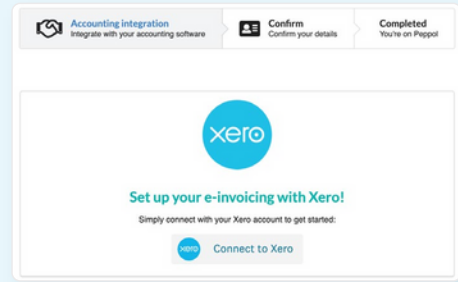 Accounting integration
Integrate with your accounting software
Confirm
Confirm your details
Completed
You're on Peppol
xero
Set up your e-invoicing with Xero!
Simply connect with your Xero account to get started:
xero Connect to Xero